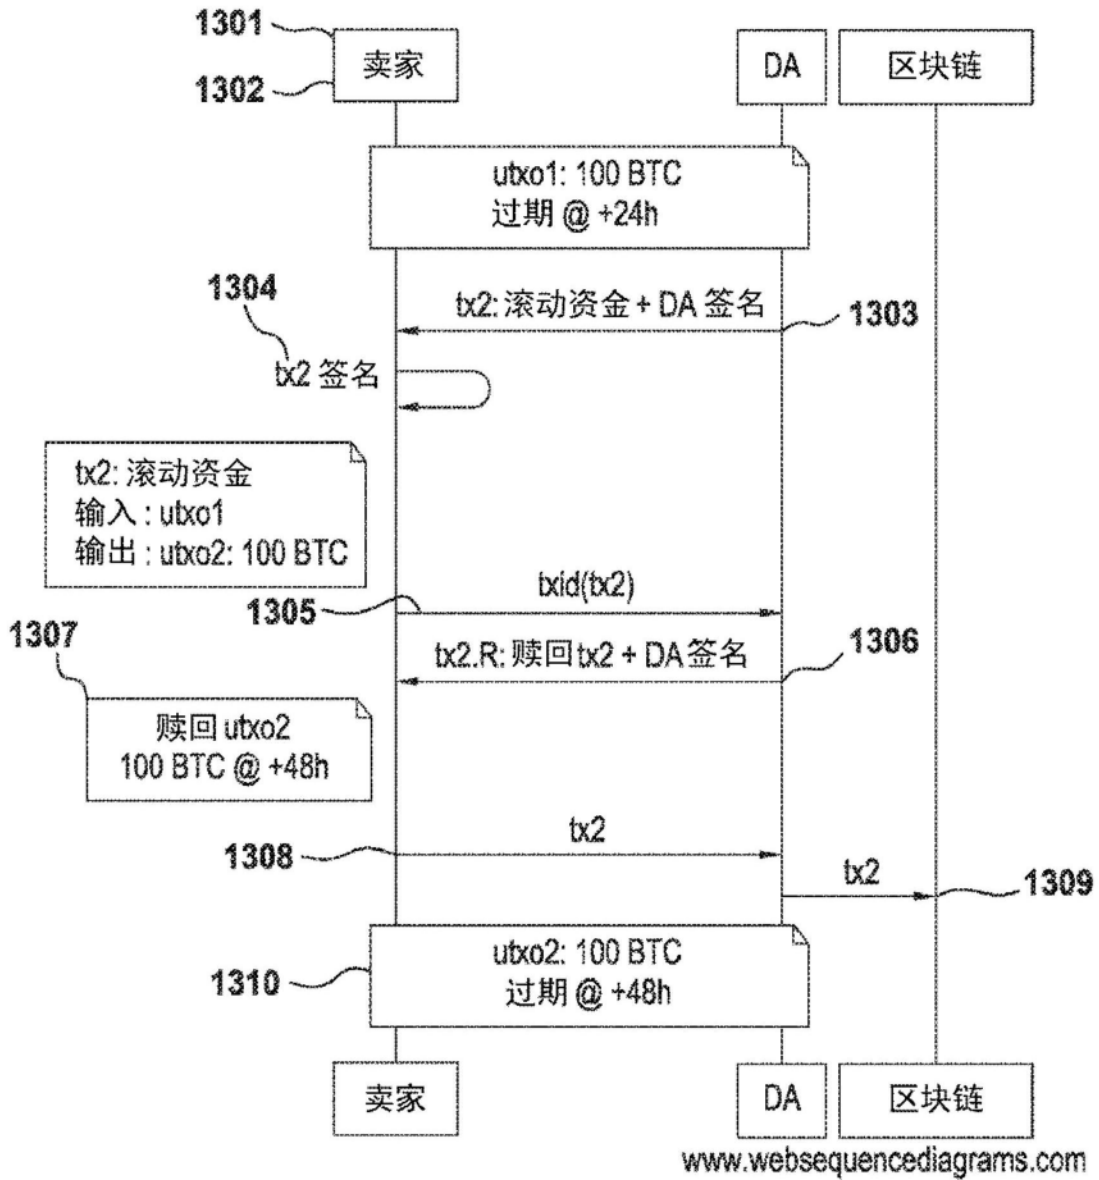 1301
1302
卖家
DA
区块链
utxo1: 100 BTC
过期 @ +24h
1304
tx2: 滚动资金 + DA 签名
1303
tx2 签名
tx2: 滚动资金
输入 : utxo1
输出 : utxo2: 100 BTC
txid(tx2)
1305
1307
tx2.R: 赎回 tx2 + DA 签名
1306
赎回 utxo2
100 BTC @ +48h
tx2
1308
tx2
1309
utxo2: 100 BTC
过期 @ +48h
1310
卖家
DA
区块链
www.websequencediagrams.com